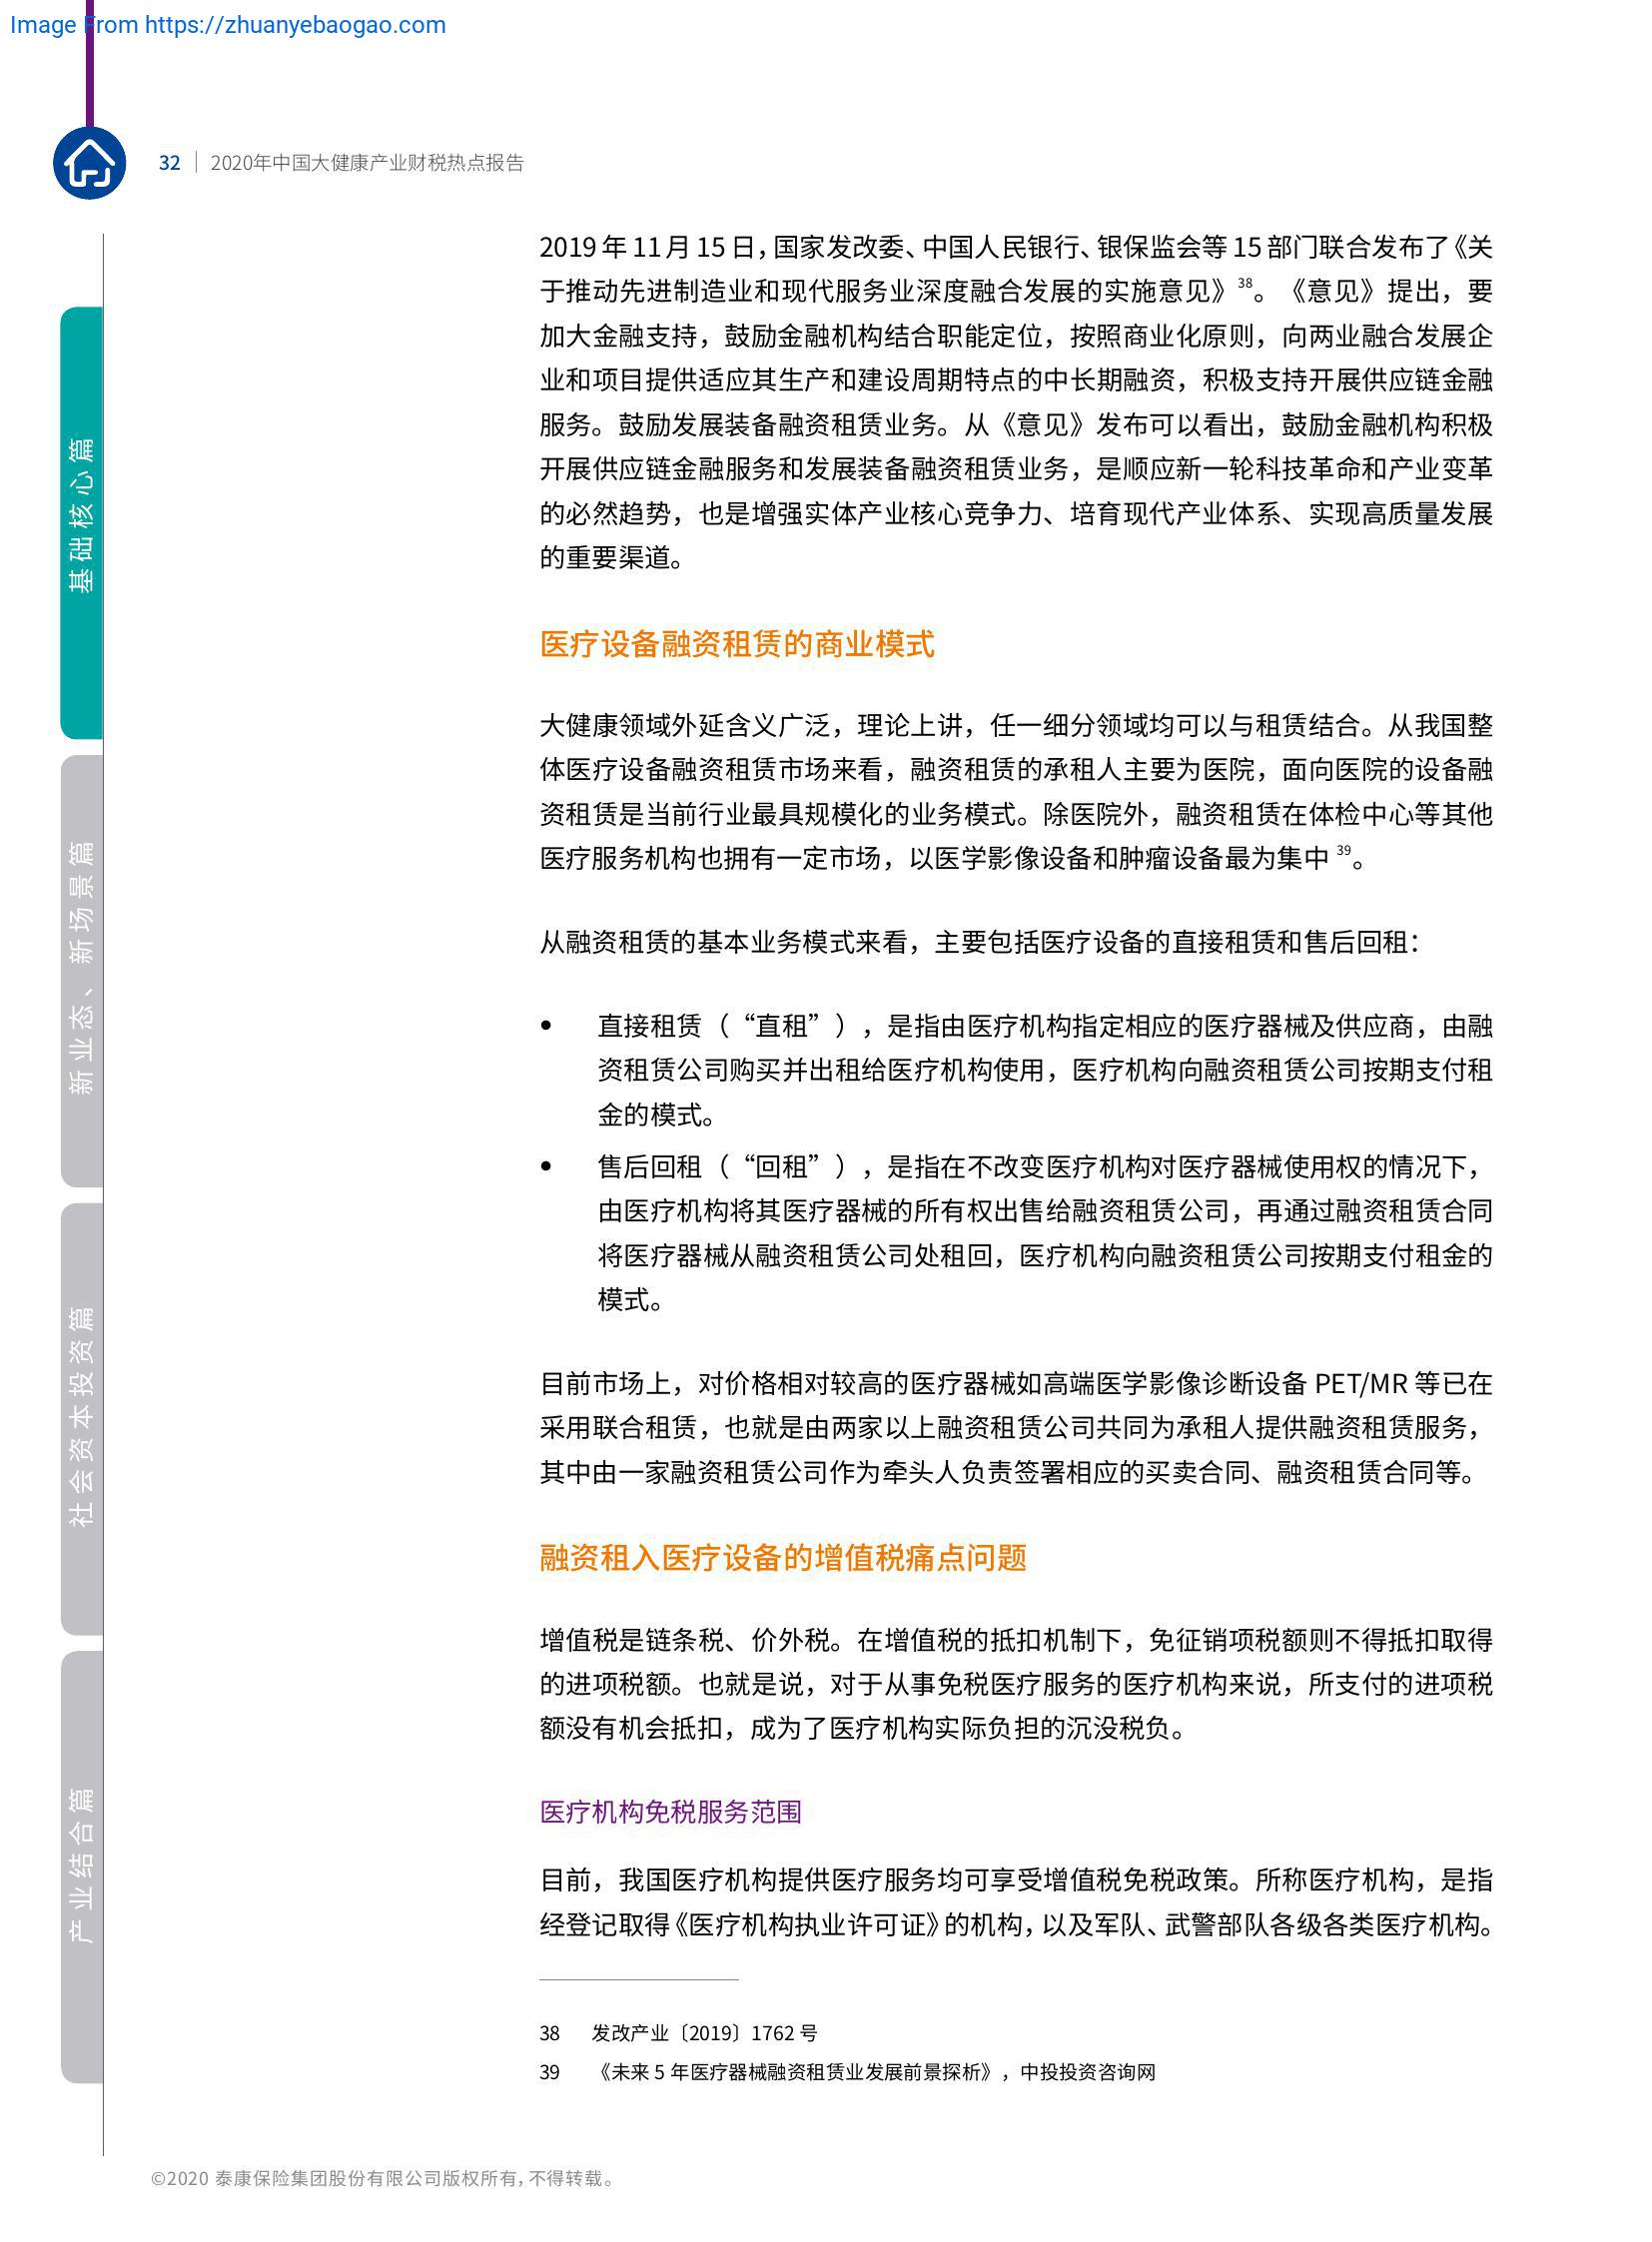 Image From https://zhuanyebaogao.com
32 | 2020年中国大健康产业财税热点报告
2019年11月15日，国家发改委、中国人民银行、银保监会等15部门联合发布了《关
于推动先进制造业和现代服务业深度融合发展的实施意见》38。《意见》提出，要
加大金融支持，鼓励金融机构结合职能定位，按照商业化原则，向两业融合发展企
业和项目提供适应其生产和建设周期特点的中长期融资，积极支持开展供应链金融
服务。鼓励发展装备融资租赁业务。从《意见》发布可以看出，鼓励金融机构积极
开展供应链金融服务和发展装备融资租赁业务，是顺应新一轮科技革命和产业变革
的必然趋势，也是增强实体产业核心竞争力、培育现代产业体系、实现高质量发展
的重要渠道。
医疗设备融资租赁的商业模式
大健康领域外延含义广泛，理论上讲，任一细分领域均可以与租赁结合。从我国整
体医疗设备融资租赁市场来看，融资租赁的承租人主要为医院，面向医院的设备融
资租赁是当前行业最具规模化的业务模式。除医院外，融资租赁在体检中心等其他
医疗服务机构也拥有一定市场，以医学影像设备和肿瘤设备最为集中 39。
从融资租赁的基本业务模式来看，主要包括医疗设备的直接租赁和售后回租：
• 直接租赁（“直租”），是指由医疗机构指定相应的医疗器械及供应商，由融
资租赁公司购买并出租给医疗机构使用，医疗机构向融资租赁公司按期支付租
金的模式。
• 售后回租（“回租”），是指在不改变医疗机构对医疗器械使用权的情况下，
由医疗机构将其医疗器械的所有权出售给融资租赁公司，再通过融资租赁合同
将医疗器械从融资租赁公司处租回，医疗机构向融资租赁公司按期支付租金的
模式。
目前市场上，对价格相对较高的医疗器械如高端医学影像诊断设备 PET/MR 等已在
采用联合租赁，也就是由两家以上融资租赁公司共同为承租人提供融资租赁服务，
其中由一家融资租赁公司作为牵头人负责签署相应的买卖合同、融资租赁合同等。
融资租入医疗设备的增值税痛点问题
增值税是链条税、价外税。在增值税的抵扣机制下，免征销项税额则不得抵扣取得
的进项税额。也就是说，对于从事免税医疗服务的医疗机构来说，所支付的进项税
额没有机会抵扣，成为了医疗机构实际负担的沉没税负。
医疗机构免税服务范围
目前，我国医疗机构提供医疗服务均可享受增值税免税政策。所称医疗机构，是指
经登记取得《医疗机构执业许可证》的机构，以及军队、武警部队各级各类医疗机构。
38 发改产业〔2019〕1762 号
39 《未来 5 年医疗器械融资租赁业发展前景探析》，中投投资咨询网
基础核心篇
新业态、新场景篇
社会资本投资篇
产业结合篇
©2020 泰康保险集团股份有限公司版权所有，不得转载。